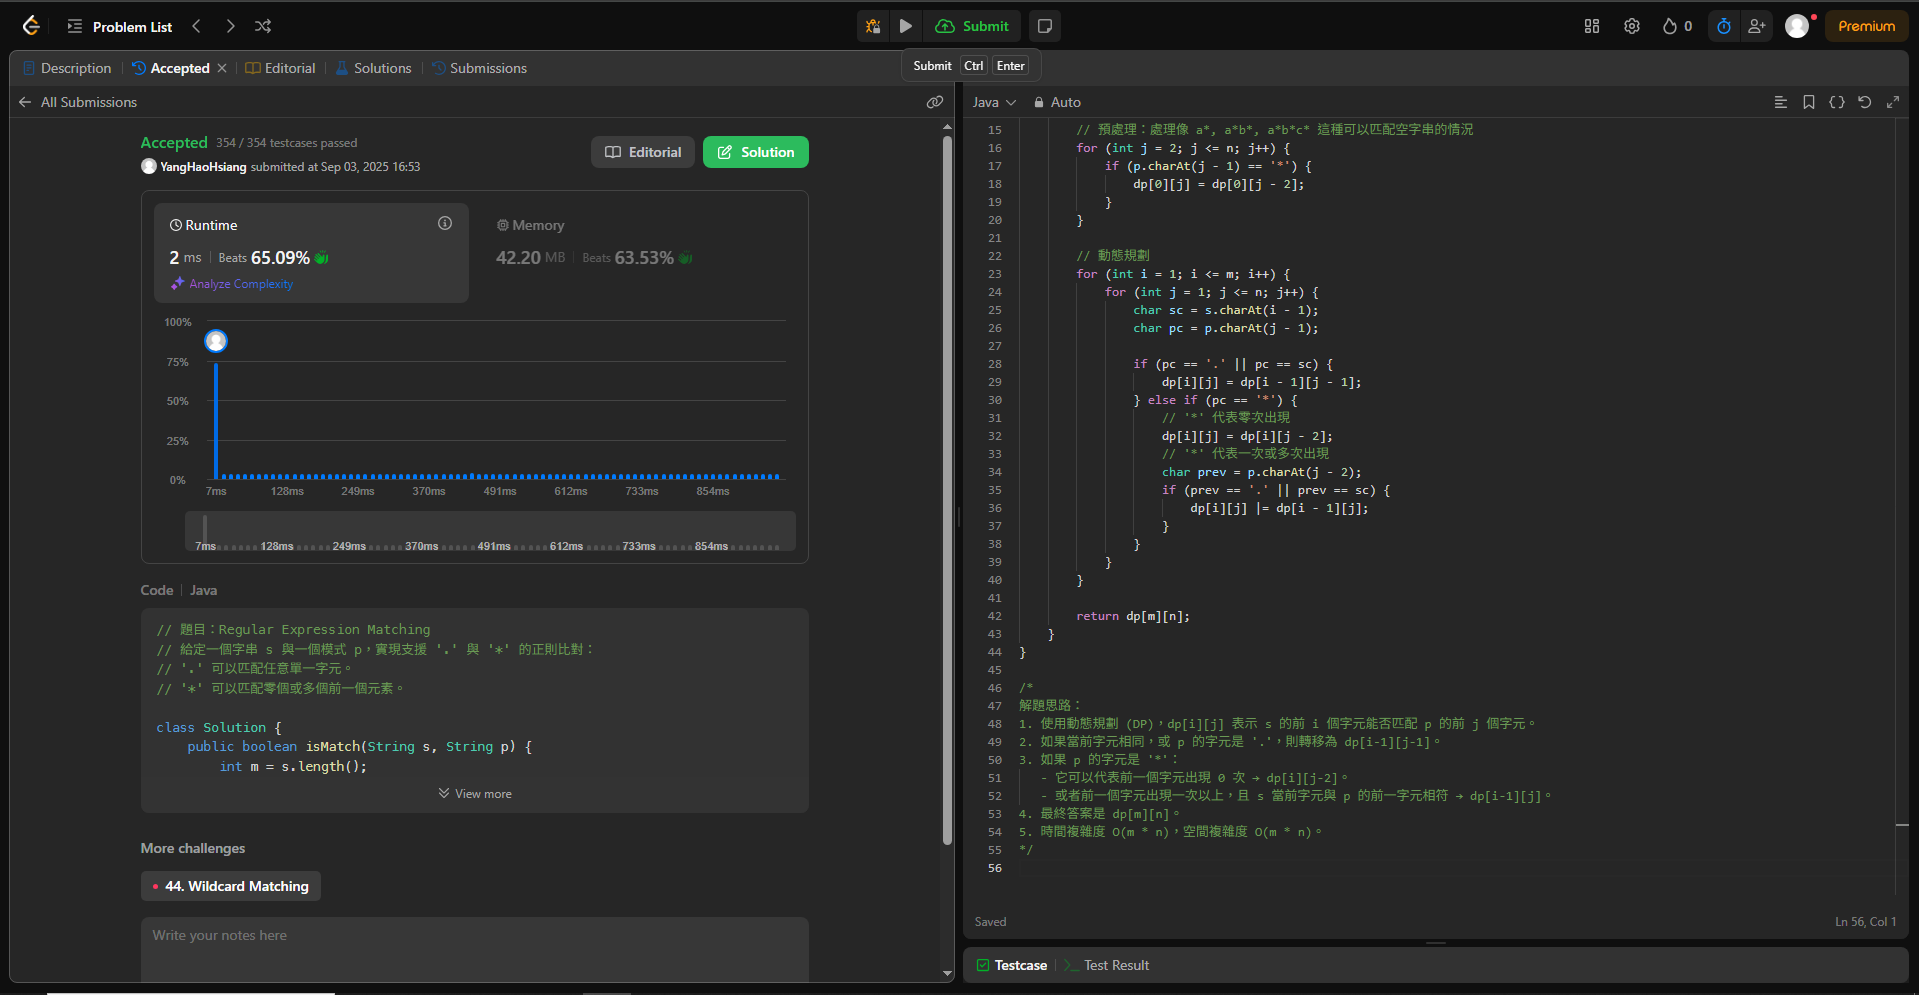 Problem List
Submit
0
Premium
Description
Accepted
Editorial
Solutions
Submissions
Submit Ctrl Enter
All Submissions
Accepted 354 / 354 testcases passed
YangHaoHsiang submitted at Sep 03, 2025 16:53
Editorial
Solution
Runtime
2 ms Beats 65.09%
Analyze Complexity
Memory
42.20 MB Beats 63.53%
100%
75%
50%
25%
0%
7ms 128ms 249ms 370ms 491ms 612ms 733ms 854ms
7ms 128ms 249ms 370ms 491ms 612ms 733ms 854ms
Code Java
// 題目：Regular Expression Matching
// 給定一個字串 s 與一個模式 p，實現支援 '.' 與 '*' 的正則比對：
// '.' 可以匹配任意單一字元。
// '*' 可以匹配零個或多個前一個元素。
class Solution {
public boolean isMatch(String s, String p) {
int m = s.length();
View more
More challenges
44. Wildcard Matching
Write your notes here
Java Auto
15 // 預處理：處理像 a*, a*b*, a*b*c* 這種可以匹配空字串的情況
16 for (int j = 2; j <= n; j++) {
17 if (p.charAt(j - 1) == '*') {
18 dp[0][j] = dp[0][j - 2];
19 }
20 }
21
22 // 動態規劃
23 for (int i = 1; i <= m; i++) {
24 for (int j = 1; j <= n; j++) {
25 char sc = s.charAt(i - 1);
26 char pc = p.charAt(j - 1);
27
28 if (pc == '.' || pc == sc) {
29 dp[i][j] = dp[i - 1][j - 1];
30 } else if (pc == '*') {
31 // '*' 代表零次出現
32 dp[i][j] = dp[i][j - 2];
33 // '*' 代表一次或多次出現
34 char prev = p.charAt(j - 2);
35 if (prev == '.' || prev == sc) {
36 dp[i][j] |= dp[i - 1][j];
37 }
38 }
39 }
40 }
41
42 return dp[m][n];
43 }
44 }
45
46 /*
47 解題思路：
48 1. 使用動態規劃 (DP)，dp[i][j] 表示 s 的前 i 個字元能否匹配 p 的前 j 個字元。
49 2. 如果當前字元相同，或 p 的字元是 '.'，則轉移為 dp[i-1][j-1]。
50 3. 如果 p 的字元是 '*'：
51 - 它可以代表前一個字元出現 0 次 → dp[i][j-2]。
52 - 或者前一個字元出現一次以上，且 s 當前字元與 p 的前一字元相符 → dp[i-1][j]。
53 4. 最終答案是 dp[m][n]。
54 5. 時間複雜度 O(m * n)，空間複雜度 O(m * n)。
55 */
56
Saved
Ln 56, Col 1
Testcase
Test Result